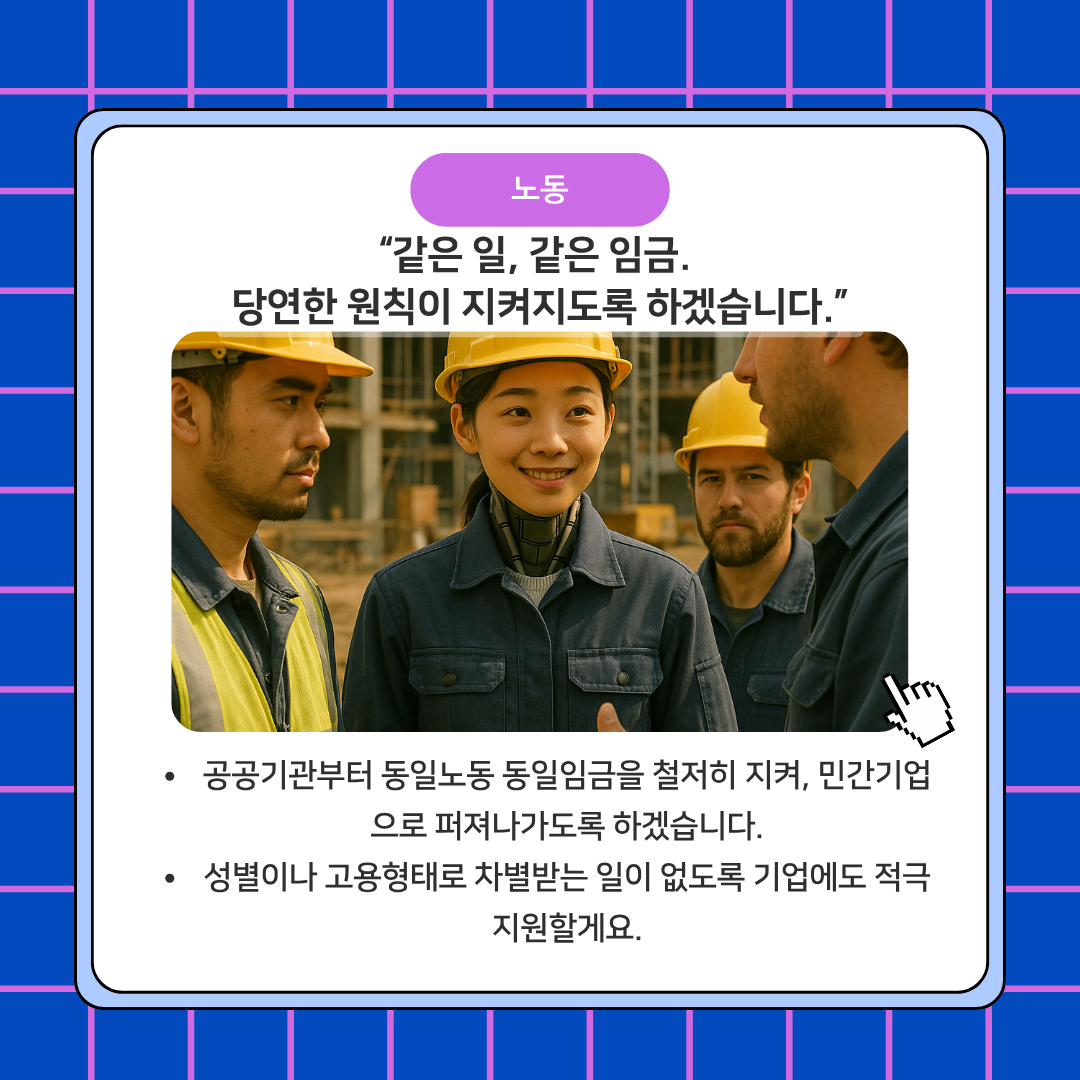 노동
“같은 일, 같은 임금.
당연한 원칙이 지켜지도록 하겠습니다.”
• 공공기관부터 동일노동 동일임금을 철저히 지켜, 민간기업
으로 퍼져나가도록 하겠습니다.
• 성별이나 고용형태로 차별받는 일이 없도록 기업에도 적극
지원할게요.